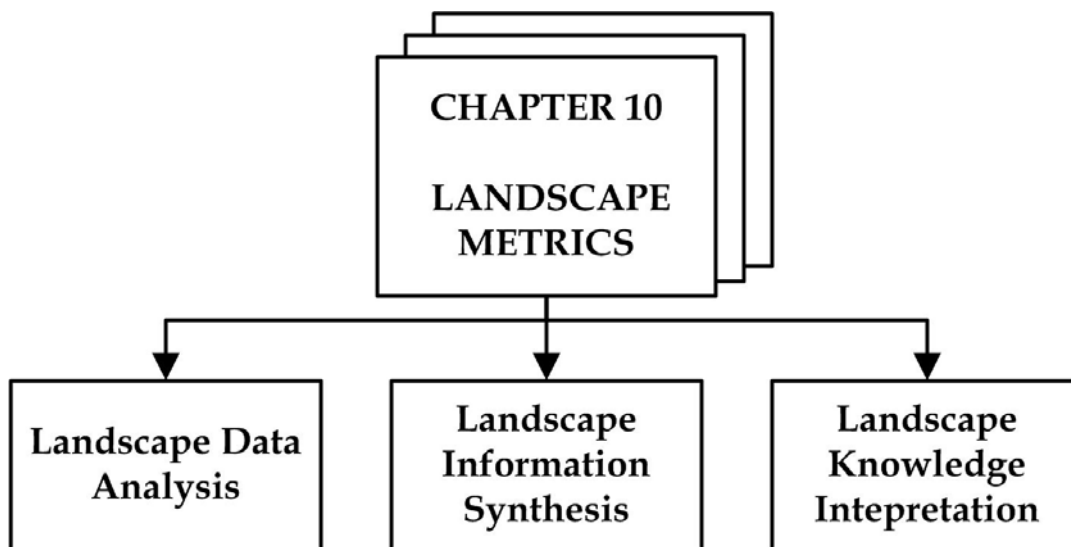 CHAPTER 10
LANDSCAPE
METRICS
Landscape Data
Analysis
Landscape
Information
Synthesis
Landscape
Knowledge
Intepretation